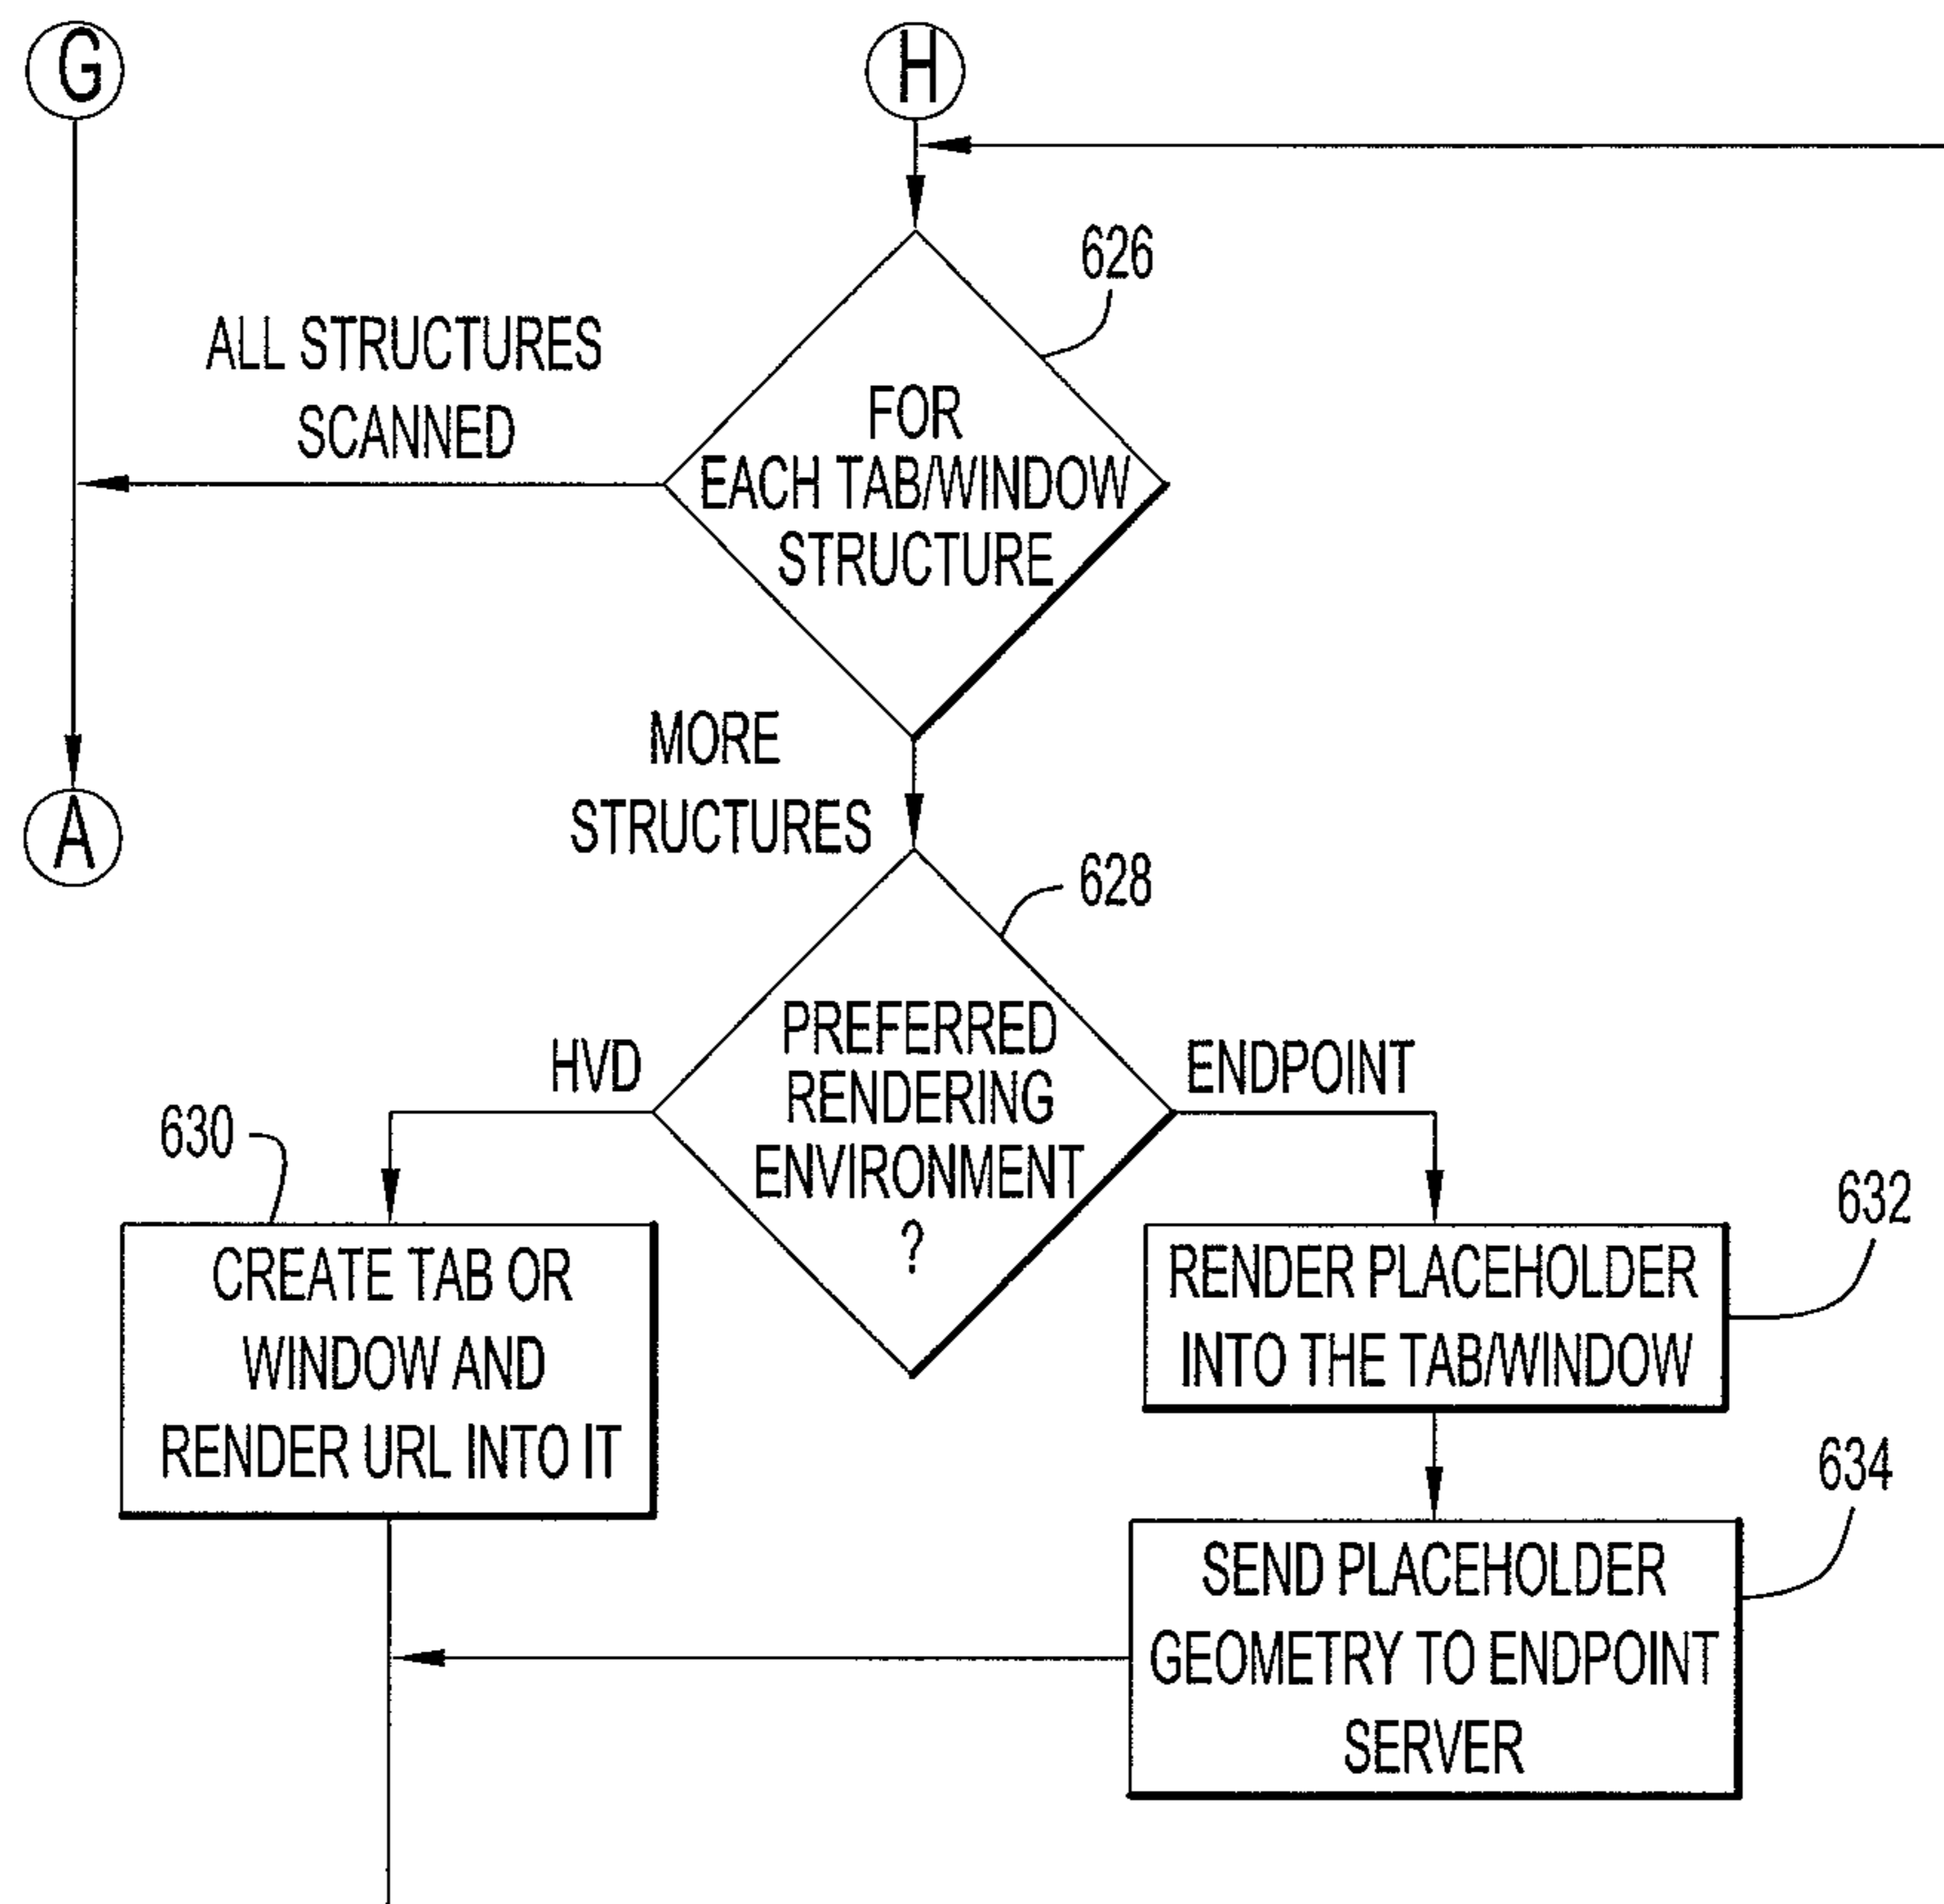 G
H
626
ALL STRUCTURES
SCANNED
FOR
EACH TAB/WINDOW
STRUCTURE
MORE
STRUCTURES
A
628
PREFERRED
RENDERING
ENVIRONMENT
?
HVD
ENDPOINT
630
CREATE TAB OR
WINDOW AND
RENDER URL INTO IT
632
RENDER PLACEHOLDER
INTO THE TAB/WINDOW
634
SEND PLACEHOLDER
GEOMETRY TO ENDPOINT
SERVER